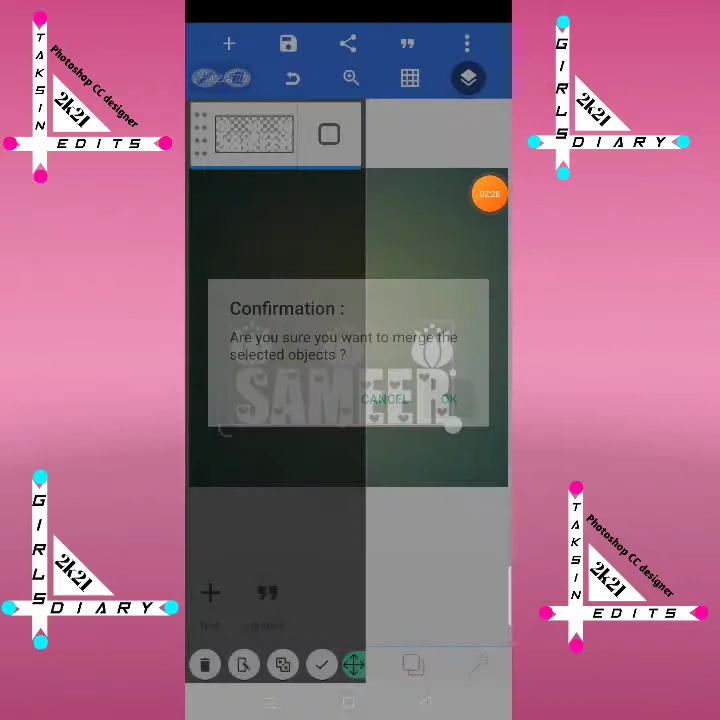 TAKSIN
Photoshop CC designer
2k21
EDITS
GIRLS
2k21
DIARY
PixelLab
02:28
Confirmation :
Are you sure you want to merge the
selected objects ?
CANCEL
OK
SAMEER
Text
GIRLS
2k21
DIARY
TAKSIN
Photoshop CC designer
2k21
EDITS